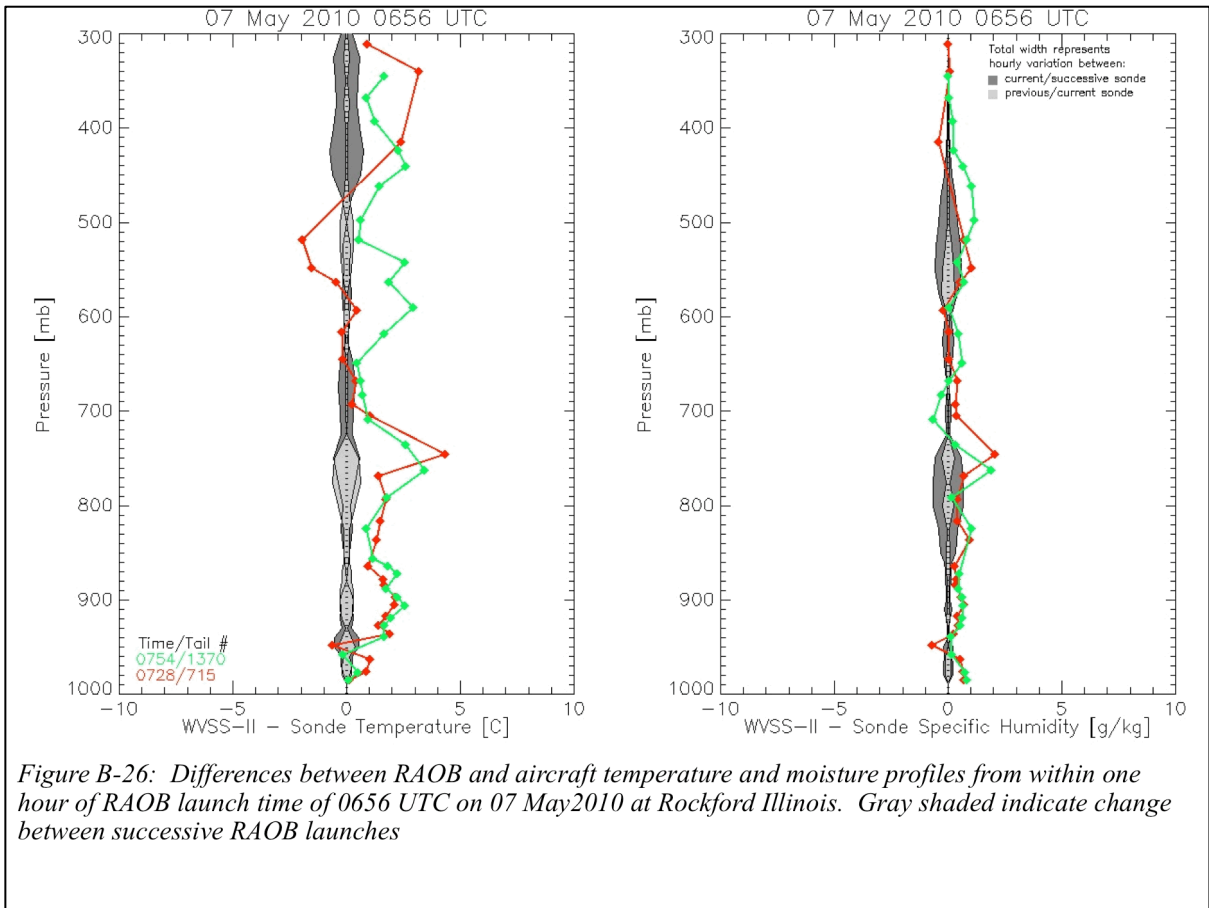 07 May 2010 0656 UTC
300
400
500
600
700
800
900
1000
Pressure [mb]
Time/Tail #
0754/1370
0728/715
-10
-5
0
5
10
WVSS-II - Sonde Temperature [C]
07 May 2010 0656 UTC
Total width represents
hourly variation between:
current/successive sonde
previous/current sonde
300
400
500
600
700
800
900
1000
Pressure [mb]
-10
-5
0
5
10
WVSS-II - Sonde Specific Humidity [g/kg]
Figure B-26: Differences between RAOB and aircraft temperature and moisture profiles from within one
hour of RAOB launch time of 0656 UTC on 07 May2010 at Rockford Illinois. Gray shaded indicate change
between successive RAOB launches